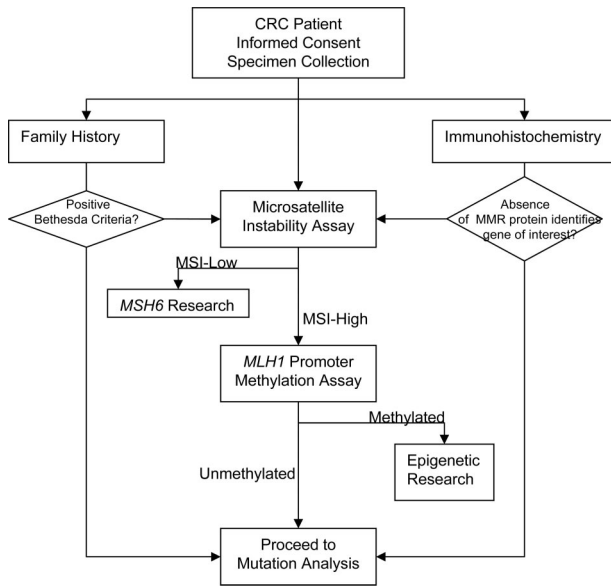 CRC Patient
Informed Consent
Specimen Collection
Family History
Immunohistochemistry
Positive
Bethesda Criteria?
Microsatellite
Instability Assay
Absence
of MMR protein identifies
gene of interest?
MSI-Low
MSH6 Research
MSI-High
MLH1 Promoter
Methylation Assay
Methylated
Epigenetic
Research
Unmethylated
Proceed to
Mutation Analysis